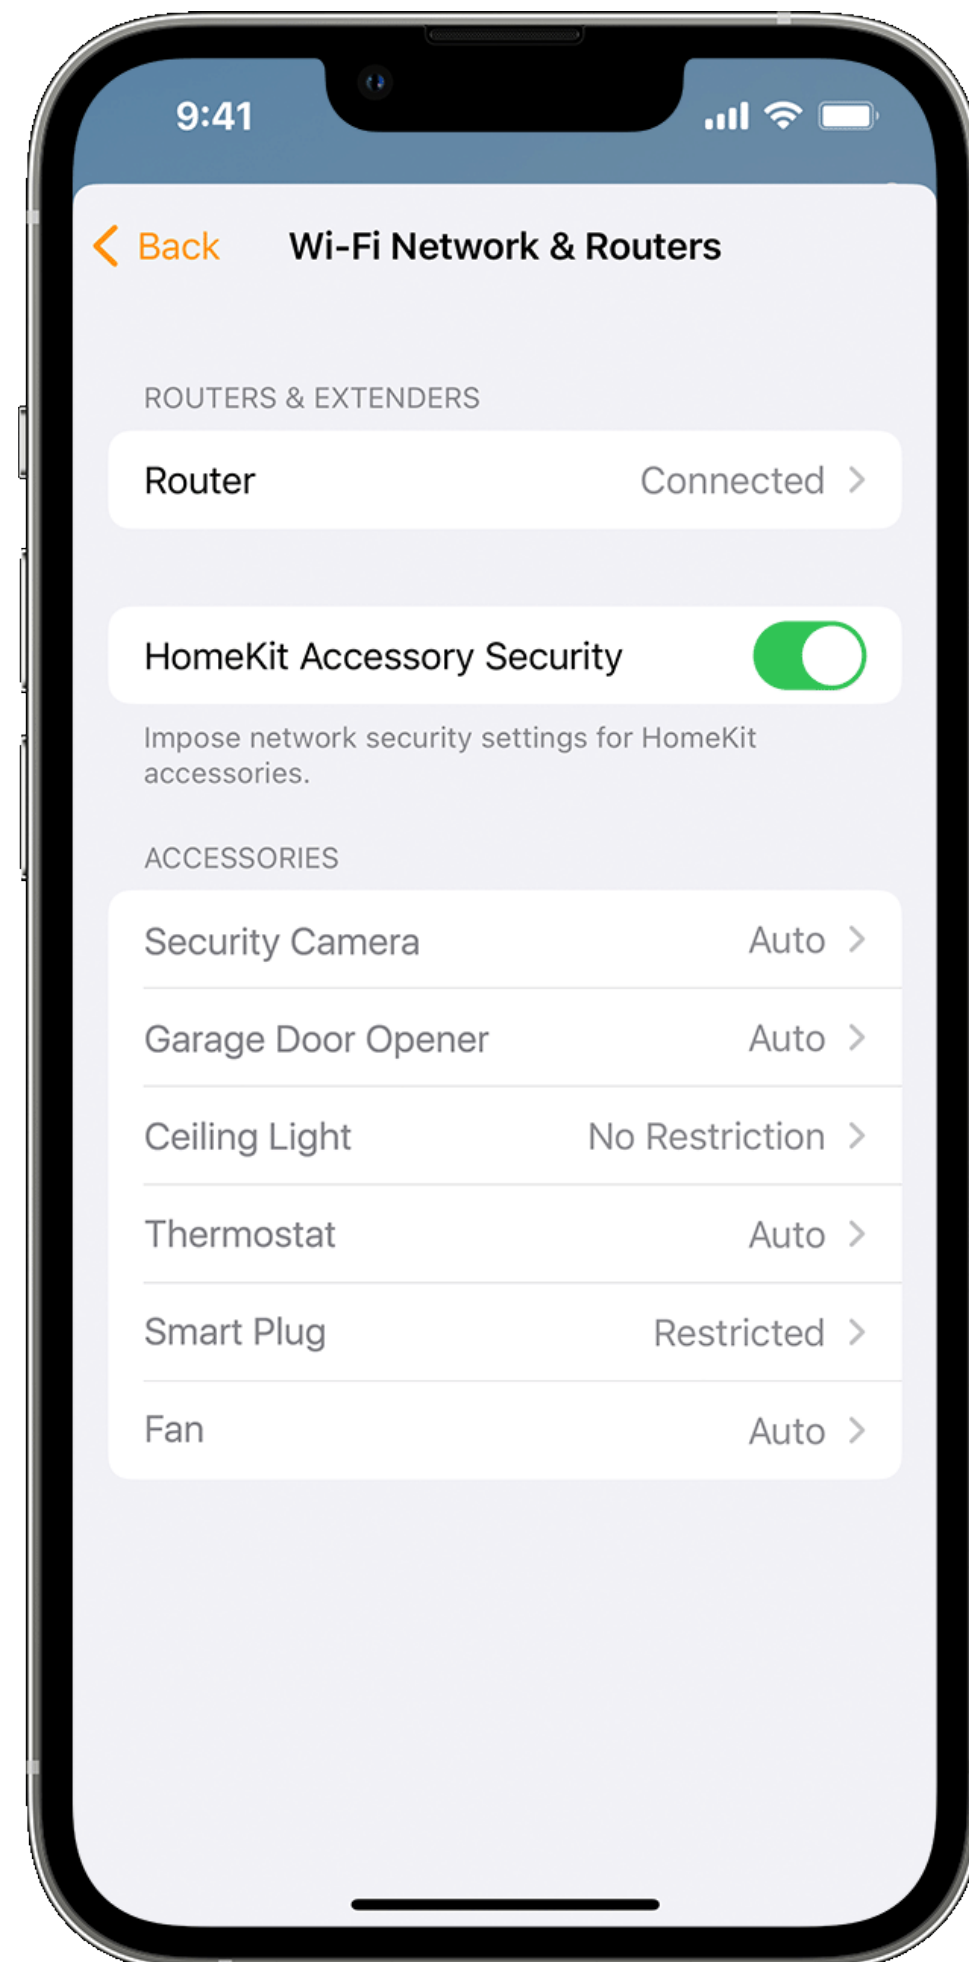 9:41
Back
Wi-Fi Network & Routers
ROUTERS & EXTENDERS
Router Connected
HomeKit Accessory Security
Impose network security settings for HomeKit
accessories.
ACCESSORIES
Security Camera Auto
Garage Door Opener Auto
Ceiling Light No Restriction
Thermostat Auto
Smart Plug Restricted
Fan Auto